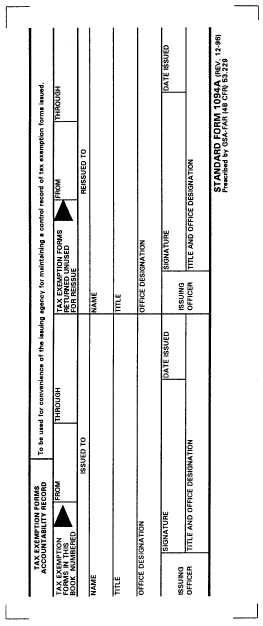 TAX EXEMPTION FORMS
ACCOUNTABILITY RECORD
To be used for convenience of the issuing agency for maintaining a control record of tax exemption forms issued.
TAX EXEMPTION
FORMS IN THIS
BOOK NUMBERED
FROM
THROUGH
TAX EXEMPTION FORMS
RETURNED UNUSED
FOR REISSUE
FROM
THROUGH
ISSUED TO
REISSUED TO
NAME
NAME
TITLE
TITLE
OFFICE DESIGNATION
OFFICE DESIGNATION
ISSUING
OFFICER
SIGNATURE
DATE ISSUED
TITLE AND OFFICE DESIGNATION
ISSUING
OFFICER
SIGNATURE
DATE ISSUED
TITLE AND OFFICE DESIGNATION
STANDARD FORM 1094A (REV. 12-96)
Prescribed by GSA-FAR (48 CFR) 53.229